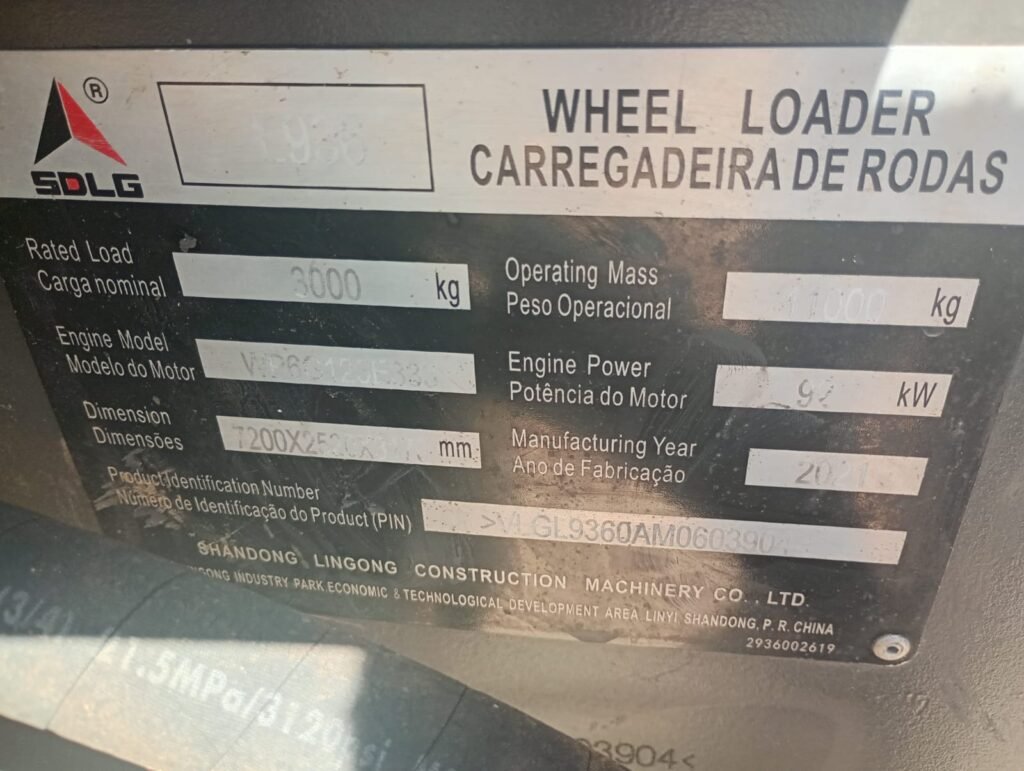 ®
SDLG
WHEEL LOADER
CARREGADEIRA DE RODAS
Rated Load
Carga nominal
3000 kg
Operating Mass
Peso Operacional
11000 kg
Engine Model
Modelo do Motor
Engine Power
Potência do Motor
kW
Dimension
Dimensões
mm
Manufacturing Year
Ano de Fabricação
2021
Product Identification Number
Número de Identificação do Product (PIN)
SHANDONG LINGONG CONSTRUCTION MACHINERY CO., LTD.
INDUSTRY PARK ECONOMIC & TECHNOLOGICAL DEVELOPMENT AREA LINYI SHANDONG, P. R. CHINA
2936002619